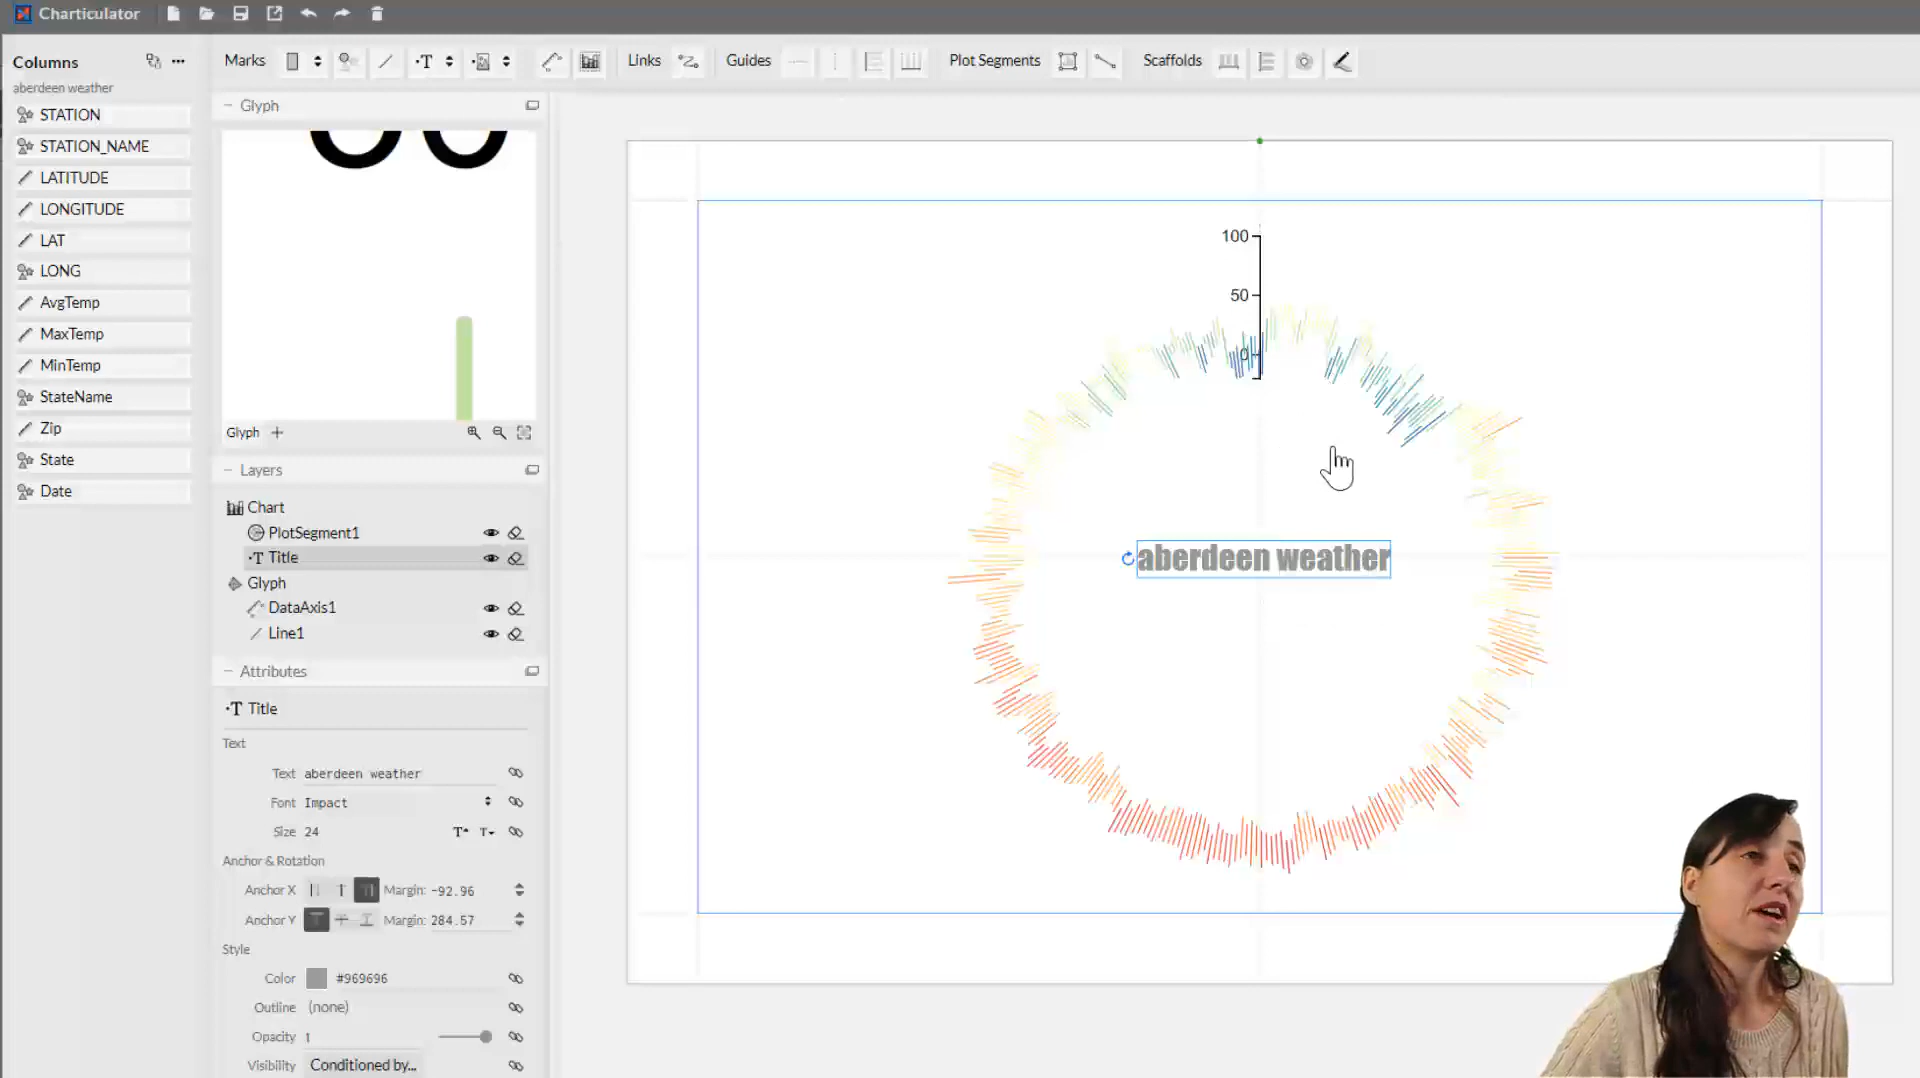 Charticulator
Columns
aberdeen weather
STATION
STATION_NAME
LATITUDE
LONGITUDE
LAT
LONG
AvgTemp
MaxTemp
MinTemp
StateName
Zip
State
Date
Marks
T
Links
Guides
Plot Segments
Scaffolds
Glyph
Glyph +
Layers
Chart
PlotSegment1
T Title
Glyph
DataAxis1
Line1
Attributes
T Title
Text
Text aberdeen weather
Font Impact
Size 24
Anchor & Rotation
Anchor X Margin: -92.96
Anchor Y Margin: 284.57
Style
Color #969696
Outline (none)
Opacity 1
Visibility Conditioned by...
100
50
0
aberdeen weather